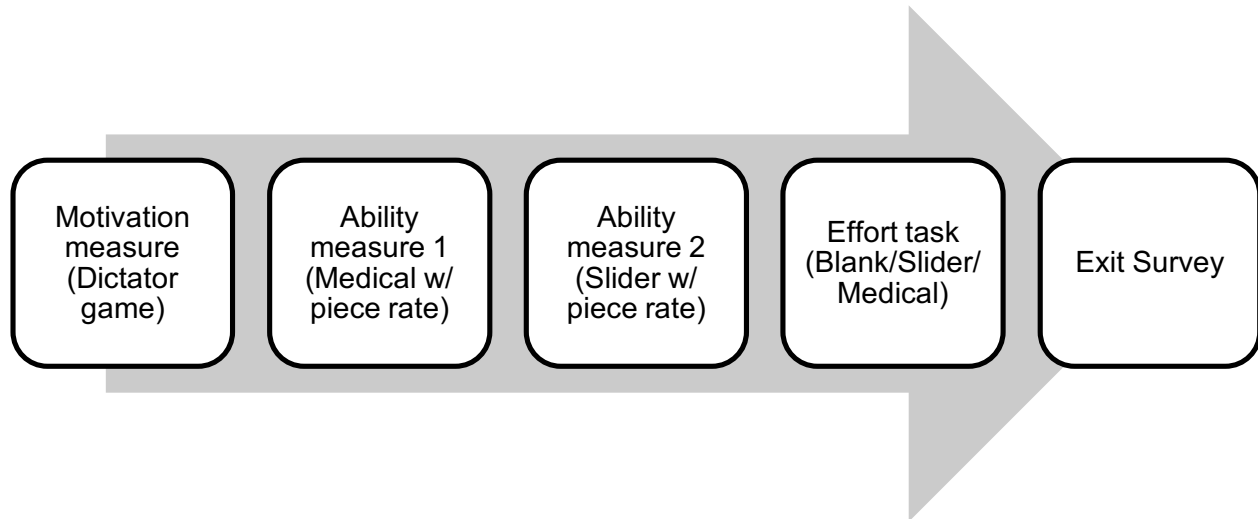 Motivation
measure
(Dictator
game)
Ability
measure 1
(Medical w/
piece rate)
Ability
measure 2
(Slider w/
piece rate)
Effort task
(Blank/Slider/
Medical)
Exit Survey